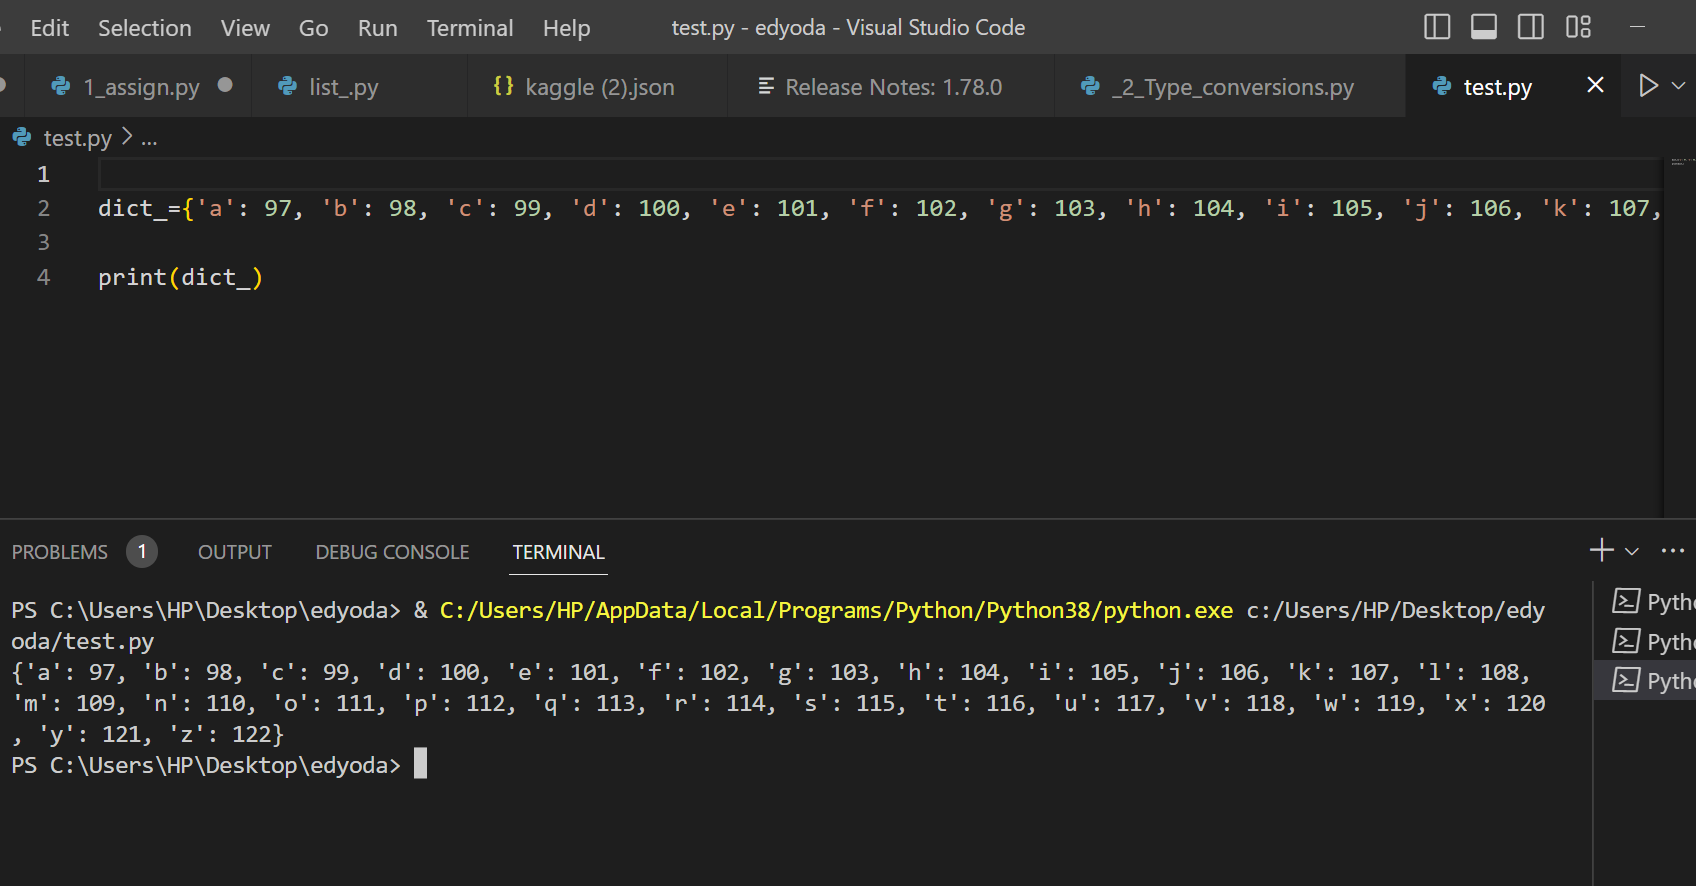 Edit Selection View Go Run Terminal Help test.py - edyoda - Visual Studio Code
1_assign.py list_.py {} kaggle (2).json Release Notes: 1.78.0 _2_Type_conversions.py test.py
test.py > ...
1
2 dict_={'a': 97, 'b': 98, 'c': 99, 'd': 100, 'e': 101, 'f': 102, 'g': 103, 'h': 104, 'i': 105, 'j': 106, 'k': 107,
3
4 print(dict_)
PROBLEMS 1 OUTPUT DEBUG CONSOLE TERMINAL
PS C:\Users\HP\Desktop\edyoda> & C:/Users/HP/AppData/Local/Programs/Python/Python38/python.exe c:/Users/HP/Desktop/edy
oda/test.py
{'a': 97, 'b': 98, 'c': 99, 'd': 100, 'e': 101, 'f': 102, 'g': 103, 'h': 104, 'i': 105, 'j': 106, 'k': 107, 'l': 108,
'm': 109, 'n': 110, 'o': 111, 'p': 112, 'q': 113, 'r': 114, 's': 115, 't': 116, 'u': 117, 'v': 118, 'w': 119, 'x': 120
, 'y': 121, 'z': 122}
PS C:\Users\HP\Desktop\edyoda>
Pyth
Pyth
Pyth